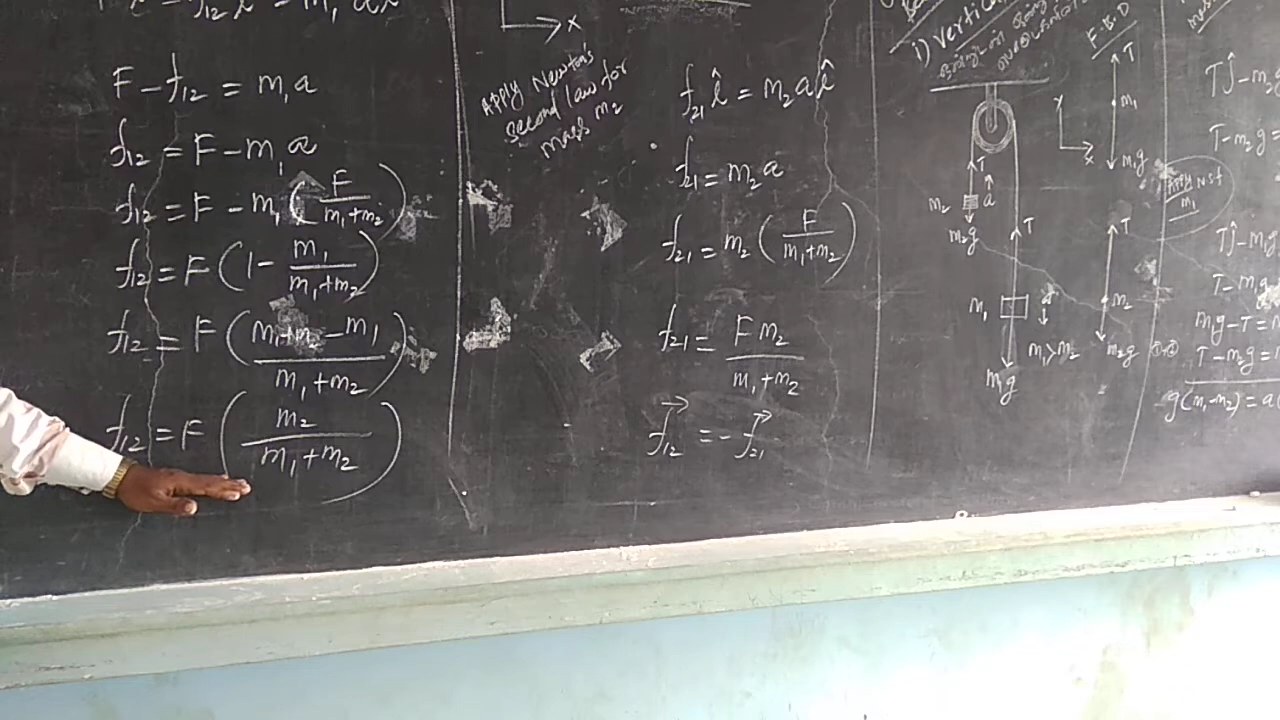 F - f₁₂ = m₁a
f₁₂ = F - m₁a
f₁₂ = F - m₁ ( F / m₁+m₂ )
f₁₂ = F ( 1 - m₁ / m₁+m₂ )
f₁₂ = F ( m₁+m₂ - m₁ / m₁+m₂ )
f₁₂ = F ( m₂ / m₁+m₂ )
x
Apply Newton's
second law for
mass m₂
f₂₁ î = m₂ a î
f₂₁ = m₂ a
f₂₁ = m₂ ( F / m₁+m₂ )
f₂₁ = F m₂ / m₁+m₂
f⃗₁₂ = - f⃗₂₁
i) Vertical
F.B.D
T
a
m₂
m₂g
T
m₁
a
m₁>m₂
m₁g
y
x
T
m₁
m₁g
T
m₂
m₂g
Apply N.S.L
m₁
mass
Tĵ - m₂g
T - m₂g =
Tĵ - m₁g
T - m₁g
m₁g - T =
T - m₂g =
g(m₁-m₂) = a(